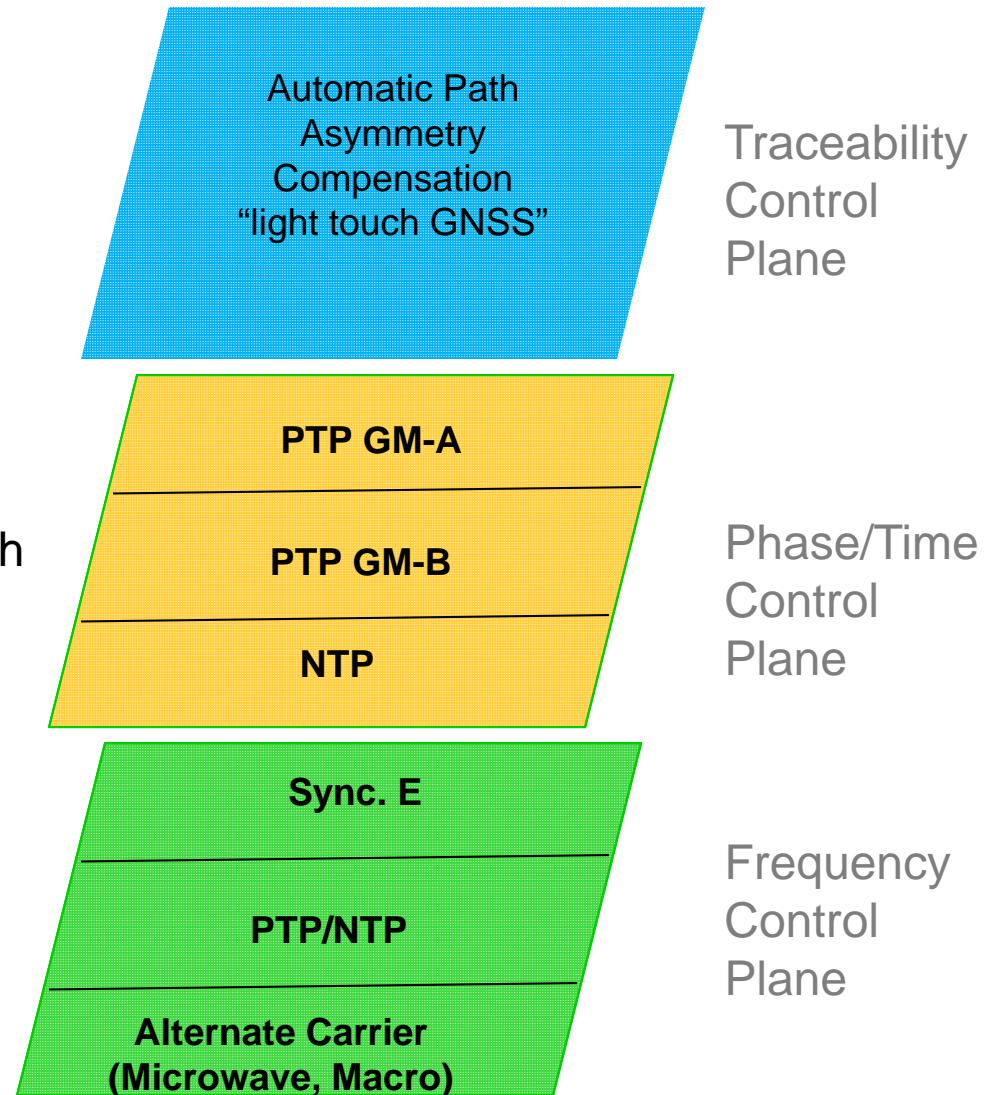 Automatic Path
Asymmetry
Compensation
“light touch GNSS”
Traceability
Control
Plane
PTP GM-A
PTP GM-B
NTP
h
Phase/Time
Control
Plane
Sync. E
PTP/NTP
Alternate Carrier
(Microwave, Macro)
Frequency
Control
Plane